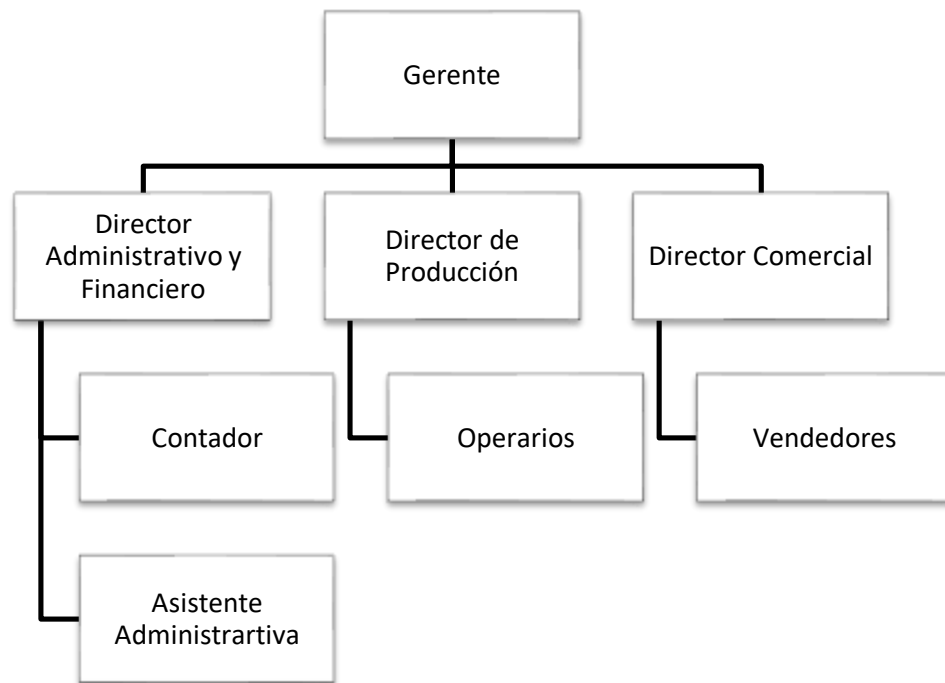 Gerente
Director
Administrativo y
Financiero
Director de
Producción
Director Comercial
Contador
Operarios
Vendedores
Asistente
Administrartiva